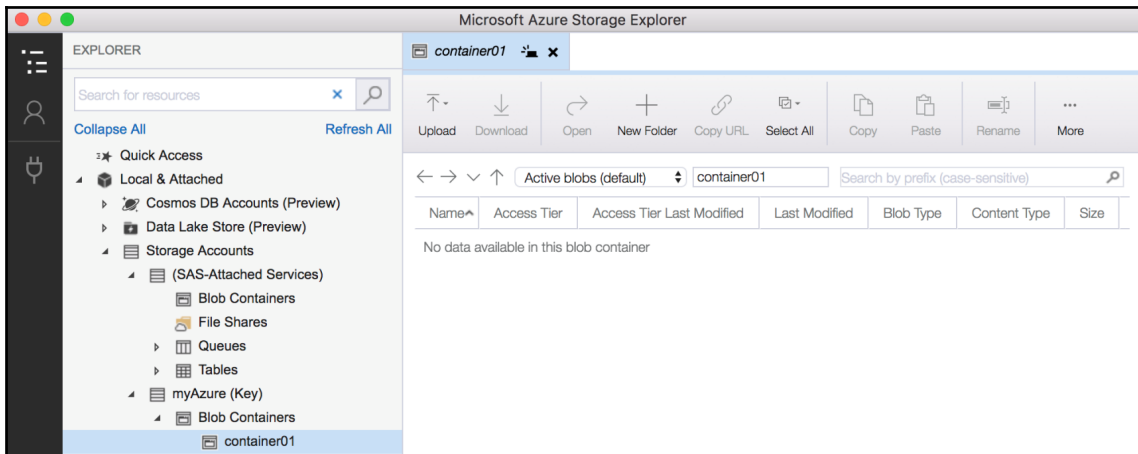 Microsoft Azure Storage Explorer
EXPLORER
Search for resources
Collapse All Refresh All
Quick Access
Local & Attached
Cosmos DB Accounts (Preview)
Data Lake Store (Preview)
Storage Accounts
(SAS-Attached Services)
Blob Containers
File Shares
Queues
Tables
myAzure (Key)
Blob Containers
container01
container01
Upload Download Open New Folder Copy URL Select All Copy Paste Rename More
Active blobs (default) container01 Search by prefix (case-sensitive)
Name Access Tier Access Tier Last Modified Last Modified Blob Type Content Type Size
No data available in this blob container